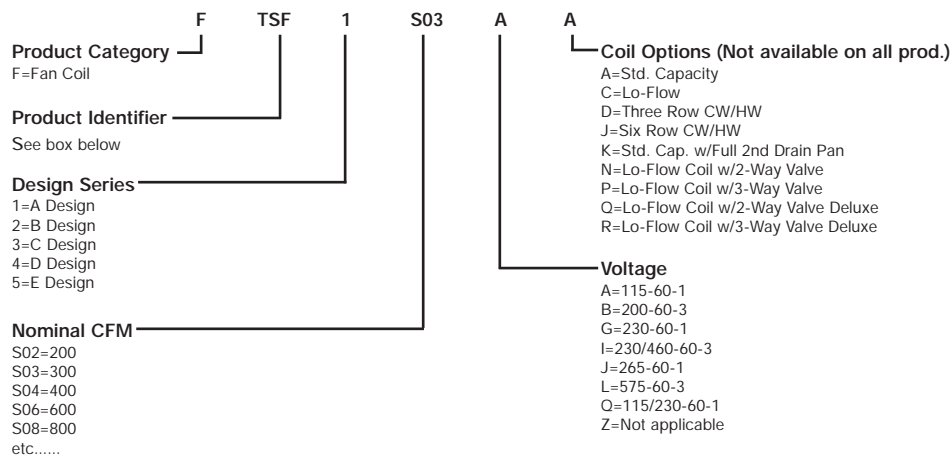 F TSF 1 S03 A A
Product Category
F=Fan Coil
Product Identifier
See box below
Design Series
1=A Design
2=B Design
3=C Design
4=D Design
5=E Design
Nominal CFM
S02=200
S03=300
S04=400
S06=600
S08=800
etc......
Coil Options (Not available on all prod.)
A=Std. Capacity
C=Lo-Flow
D=Three Row CW/HW
J=Six Row CW/HW
K=Std. Cap. w/Full 2nd Drain Pan
N=Lo-Flow Coil w/2-Way Valve
P=Lo-Flow Coil w/3-Way Valve
Q=Lo-Flow Coil w/2-Way Valve Deluxe
R=Lo-Flow Coil w/3-Way Valve Deluxe
Voltage
A=115-60-1
B=200-60-3
G=230-60-1
I=230/460-60-3
J=265-60-1
L=575-60-3
Q=115/230-60-1
Z=Not applicable